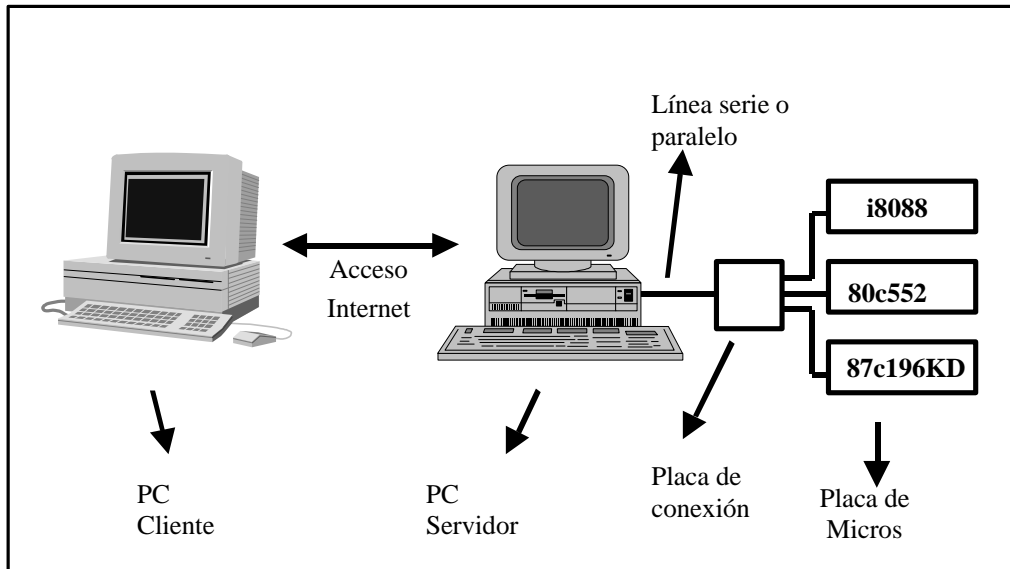 Línea serie o
paralelo
i8088
80c552
87c196KD
Acceso
Internet
PC
Cliente
PC
Servidor
Placa de
conexión
Placa de
Micros